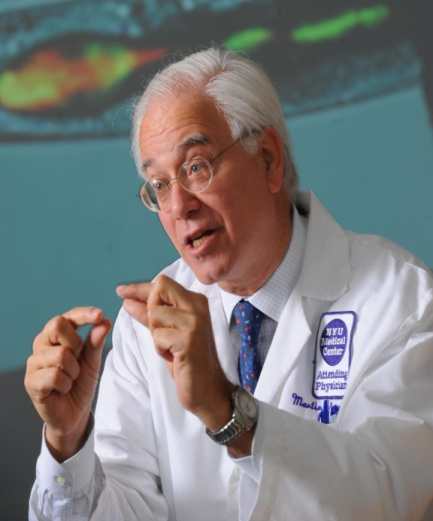 NYU
Medical
Center
Attending
Physician